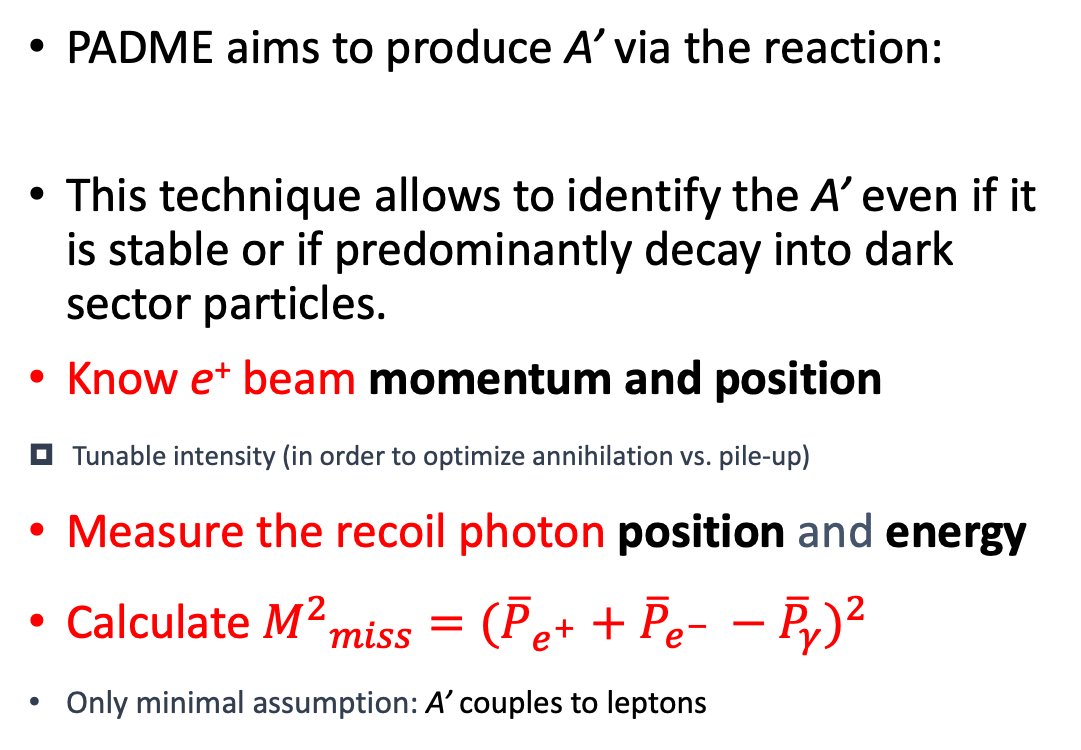 • PADME aims to produce A′ via the reaction:
• This technique allows to identify the A′ even if it
is stable or if predominantly decay into dark
sector particles.
• Know e⁺ beam momentum and position
Tunable intensity (in order to optimize annihilation vs. pile-up)
• Measure the recoil photon position and energy
• Calculate M²miss = (P̄e⁺ + P̄e⁻ − P̄γ)²
• Only minimal assumption: A′ couples to leptons